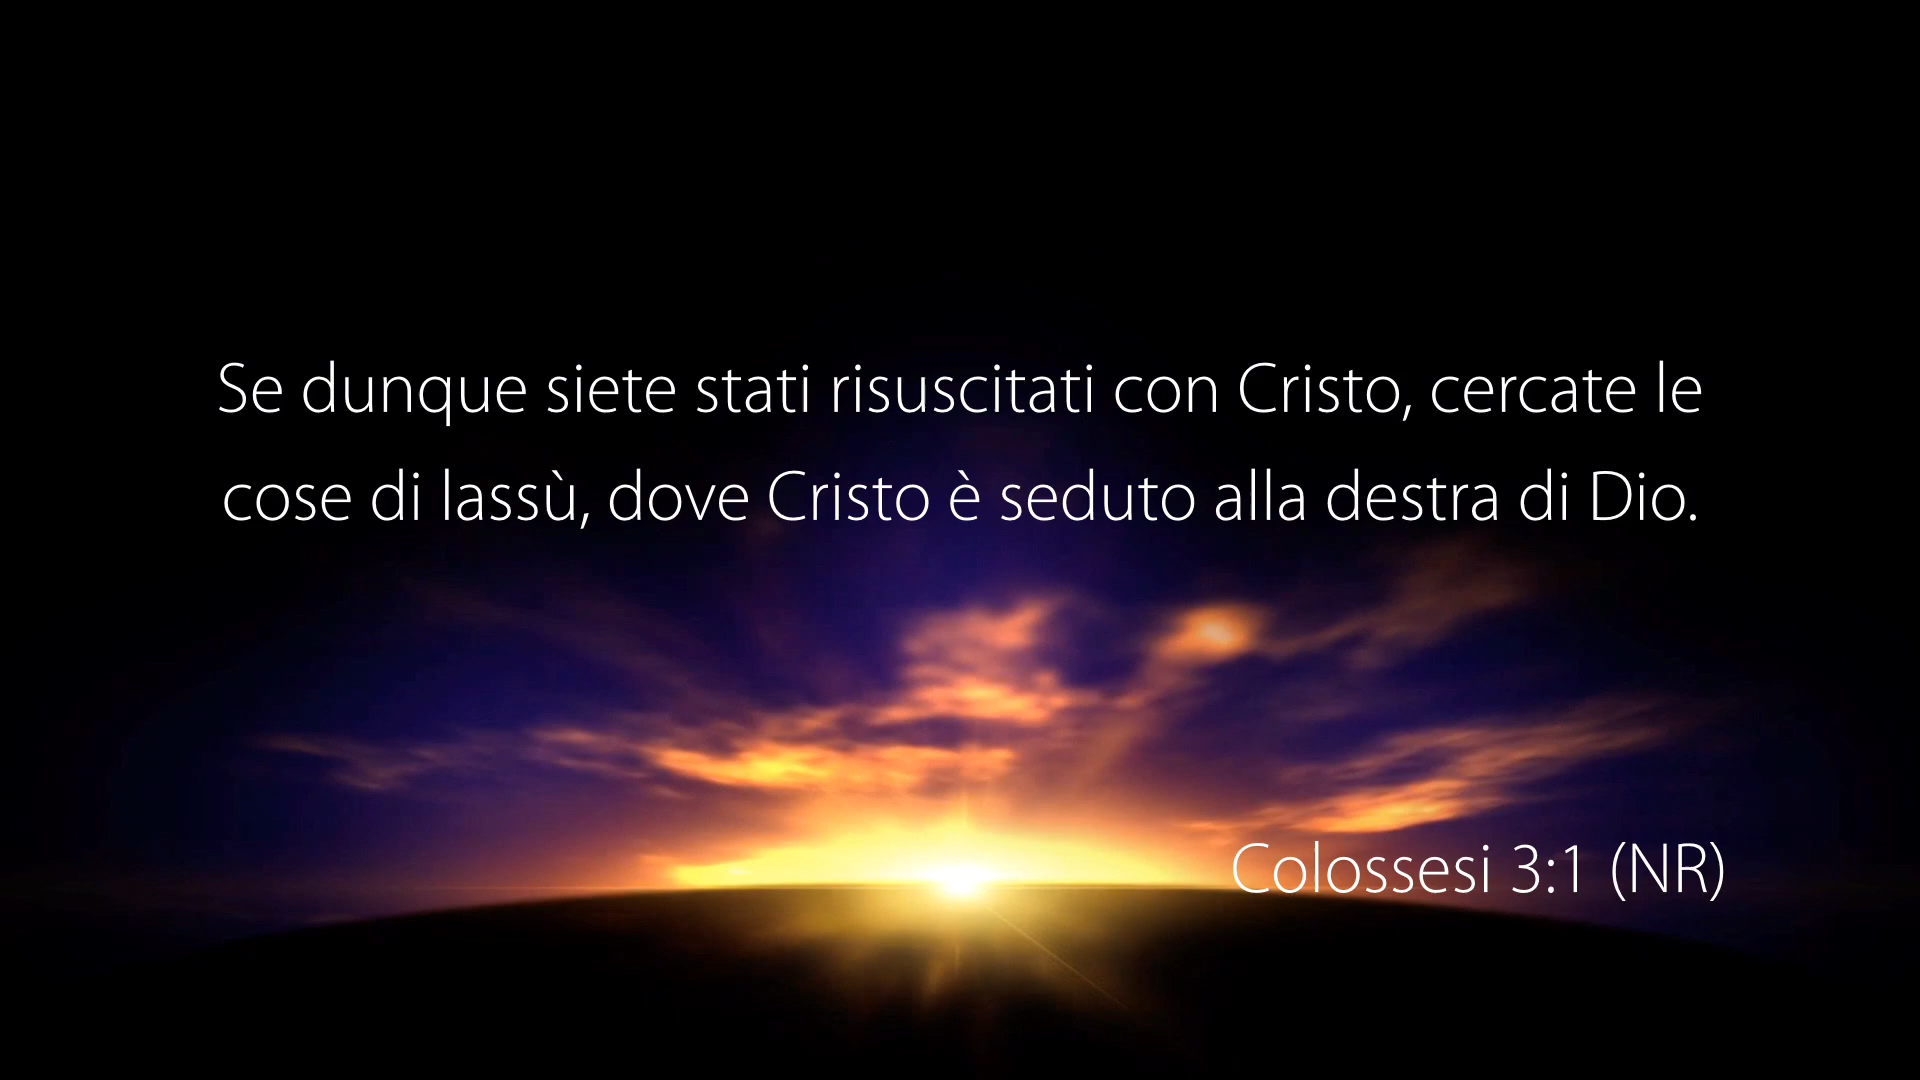 Se dunque siete stati risuscitati con Cristo, cercate le
cose di lassù, dove Cristo è seduto alla destra di Dio.
Colossesi 3:1 (NR)